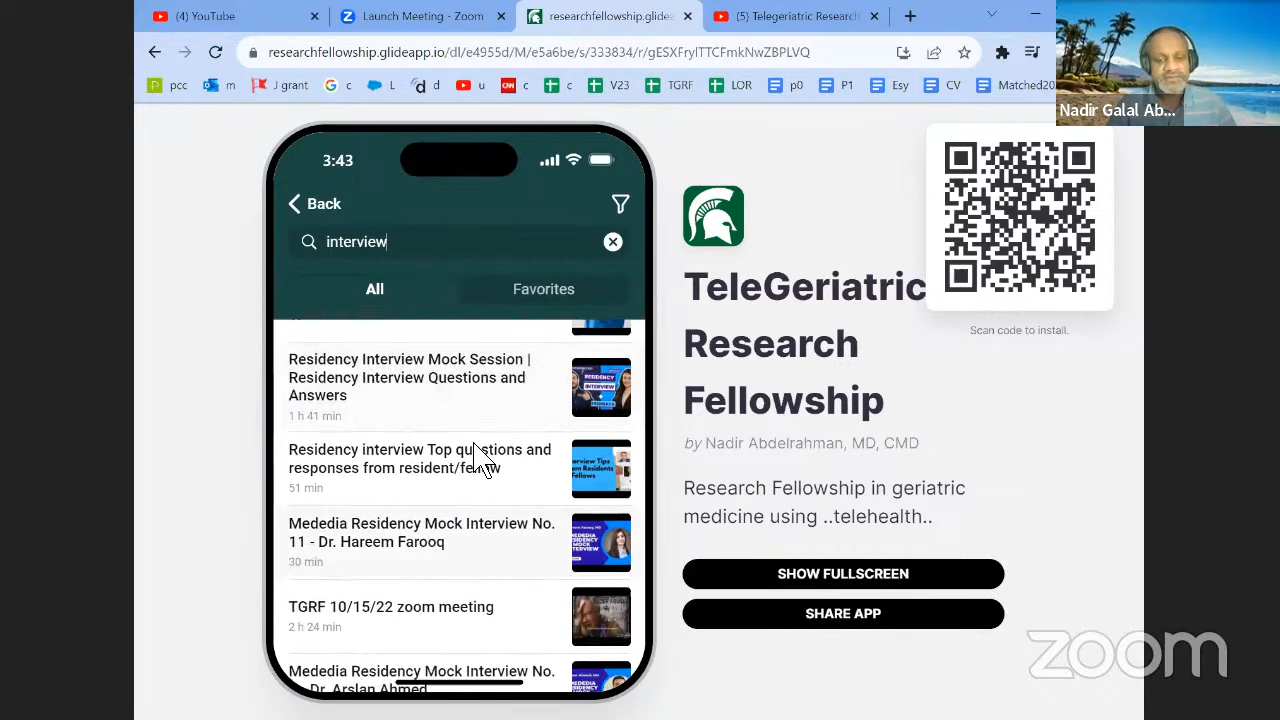 (4) YouTube
Launch Meeting - Zoom
researchfellowship.glidea
(5) Telegeriatric Research
researchfellowship.glideapp.io/dl/d4955d/M/e5a6be/s/333834/r/gESXFryITTCFmkNwZBPLVQ
pcc
J.grant
c
u
c
c
V23
TGRF
LOR
p0
P1
Esy
CV
Matched20
Nadir Galal Ab...
3:43
Back
interview
All
Favorites
Residency Interview Mock Session |
Residency Interview Questions and
Answers
1 h 41 min
Residency interview Top questions and
from resident/
51 min
Mededia Residency Mock Interview No.
11 - Dr. Hareem Farooq
30 min
TGRF 10/15/22 zoom meeting
2 h 24 min
Mededia Residency Mock Interview No.
TeleGeriatric
Research
Fellowship
by Nadir Abdelrahman, MD, CMD
Research Fellowship in geriatric
medicine using ..telehealth..
SHOW FULLSCREEN
SHARE APP
Scan code to install.
zoom